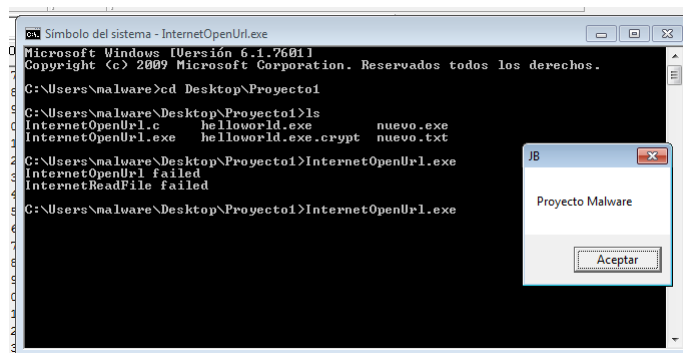 Símbolo del sistema - InternetOpenUrl.exe
Microsoft Windows [Versión 6.1.7601]
Copyright (c) 2009 Microsoft Corporation. Reservados todos los derechos.
C:\Users\malware>cd Desktop\Proyecto1
C:\Users\malware\Desktop\Proyecto1>ls
InternetOpenUrl.c helloworld.exe nuevo.exe
InternetOpenUrl.exe helloworld.exe.crypt nuevo.txt
C:\Users\malware\Desktop\Proyecto1>InternetOpenUrl.exe
InternetOpenUrl failed
InternetReadFile failed
C:\Users\malware\Desktop\Proyecto1>InternetOpenUrl.exe
JB
Proyecto Malware
Aceptar